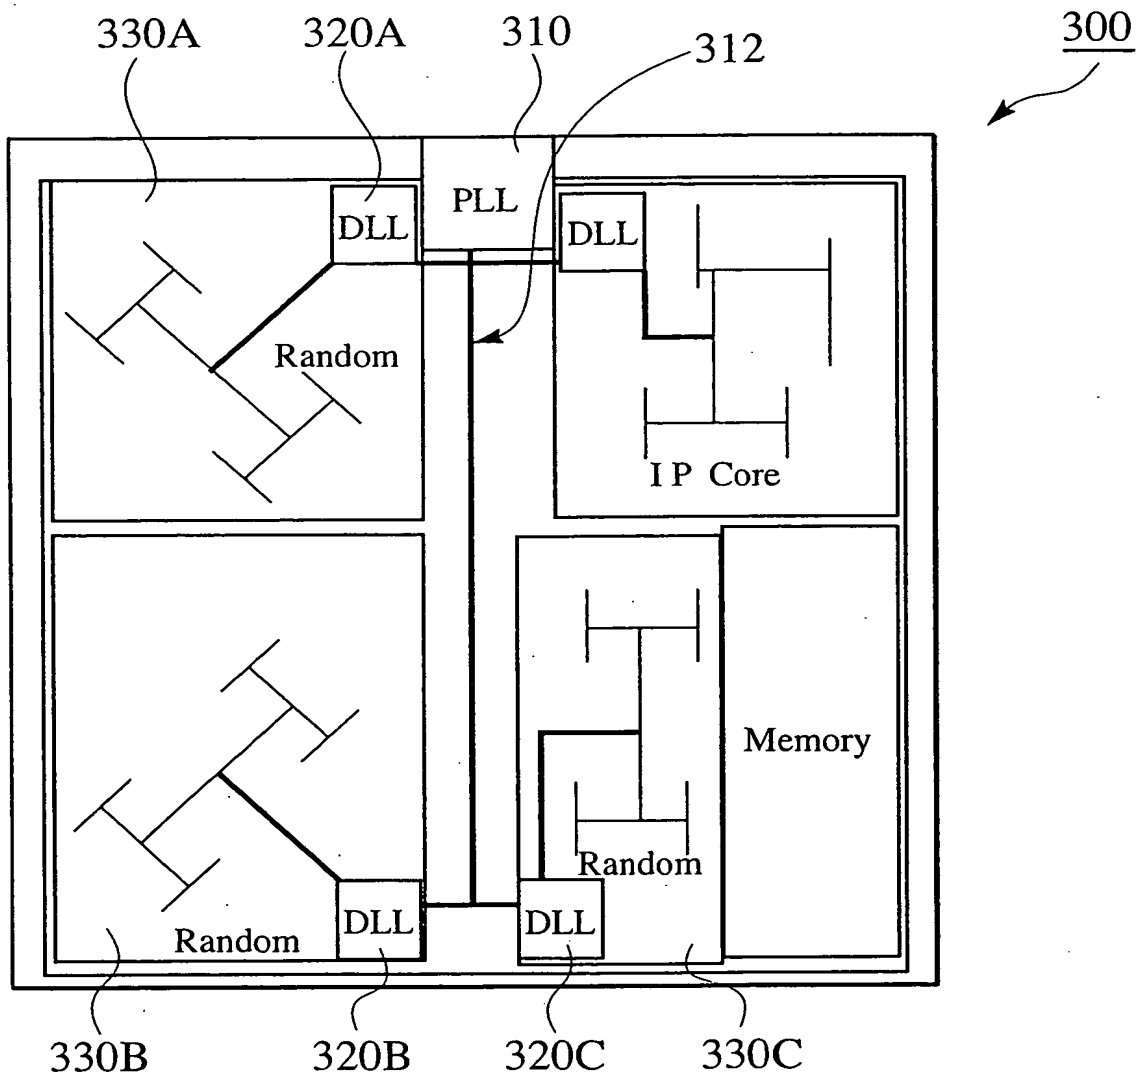 330A 320A 310 312 300
PLL
DLL DLL
Random
I P Core
Memory
Random
DLL DLL
Random
330B 320B 320C 330C